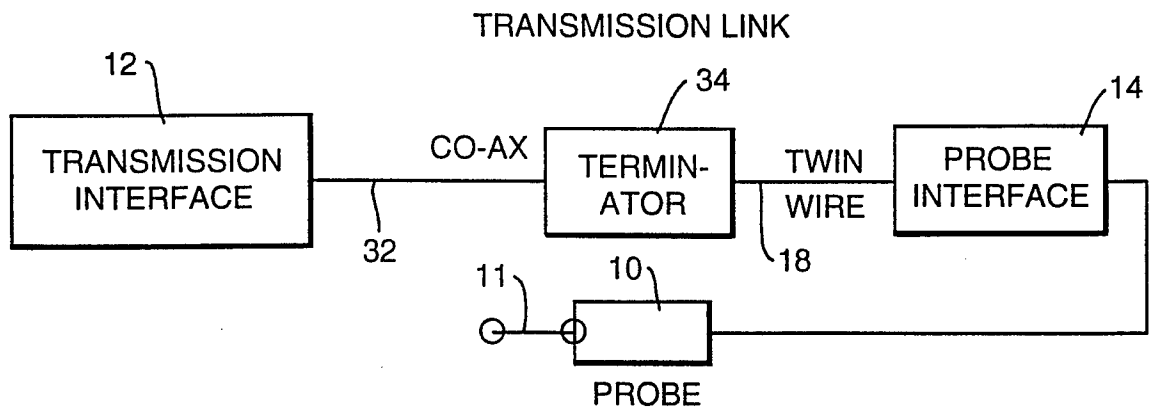 TRANSMISSION LINK
12
34
14
TRANSMISSION
INTERFACE
CO-AX
TERMIN-
ATOR
TWIN
WIRE
PROBE
INTERFACE
32
18
11
10
PROBE